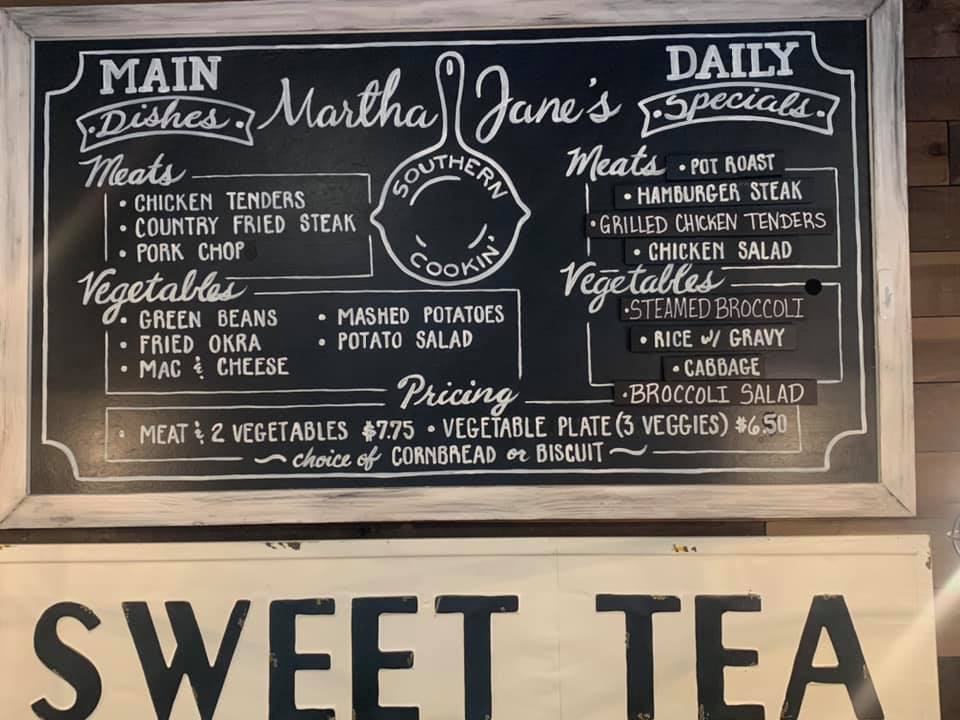 MAIN
Dishes
Martha Jane's
SOUTHERN
COOKIN'
DAILY
Specials
Meats
• CHICKEN TENDERS
• COUNTRY FRIED STEAK
• PORK CHOP
Vegetables
• GREEN BEANS
• FRIED OKRA
• MAC & CHEESE
• MASHED POTATOES
• POTATO SALAD
Meats
• POT ROAST
• HAMBURGER STEAK
• GRILLED CHICKEN TENDERS
• CHICKEN SALAD
Vegetables
• STEAMED BROCCOLI
• RICE w/ GRAVY
• CABBAGE
• BROCCOLI SALAD
Pricing
• MEAT & 2 VEGETABLES $7.75 • VEGETABLE PLATE (3 VEGGIES) $6.50
~ choice of CORNBREAD or BISCUIT ~
SWEET TEA